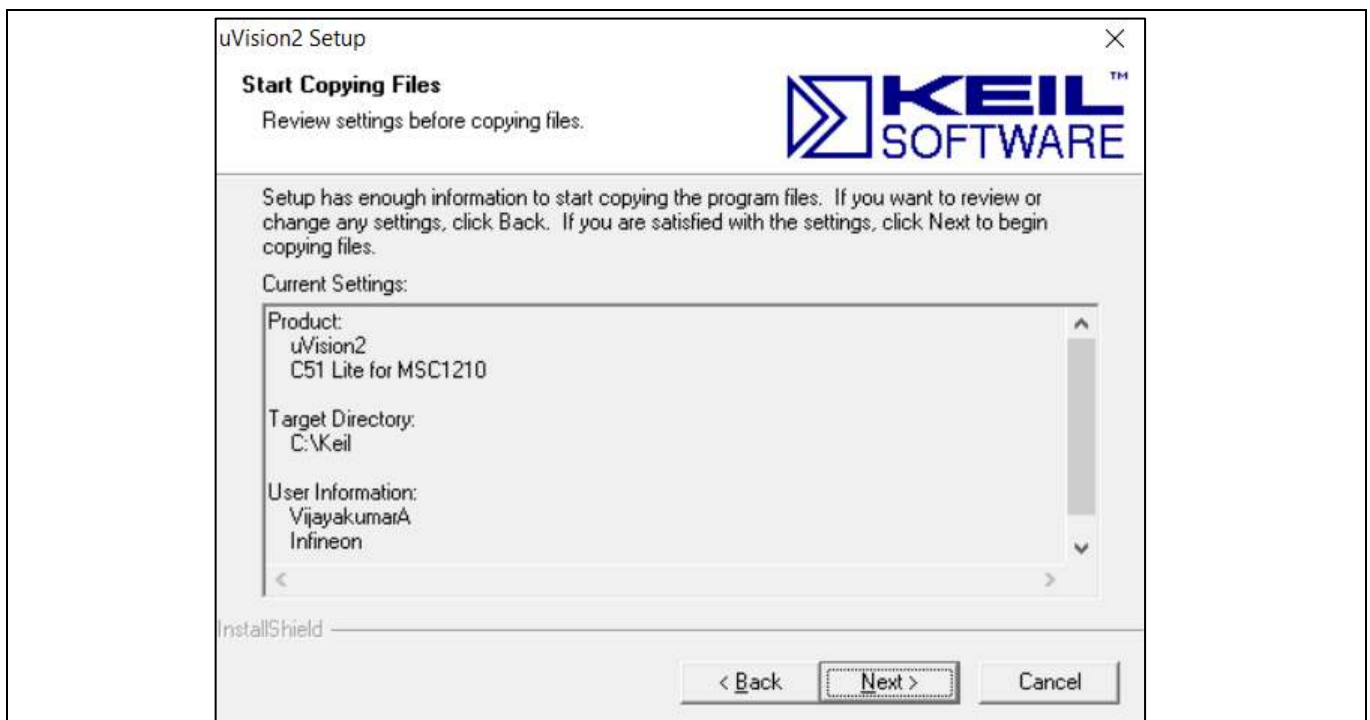 uVision2 Setup
Start Copying Files
Review settings before copying files.
KEIL™
SOFTWARE
Setup has enough information to start copying the program files. If you want to review or
change any settings, click Back. If you are satisfied with the settings, click Next to begin
copying files.
Current Settings:
Product:
uVision2
C51 Lite for MSC1210
Target Directory:
C:\Keil
User Information:
VijayakumarA
Infineon
InstallShield
< Back
Next >
Cancel